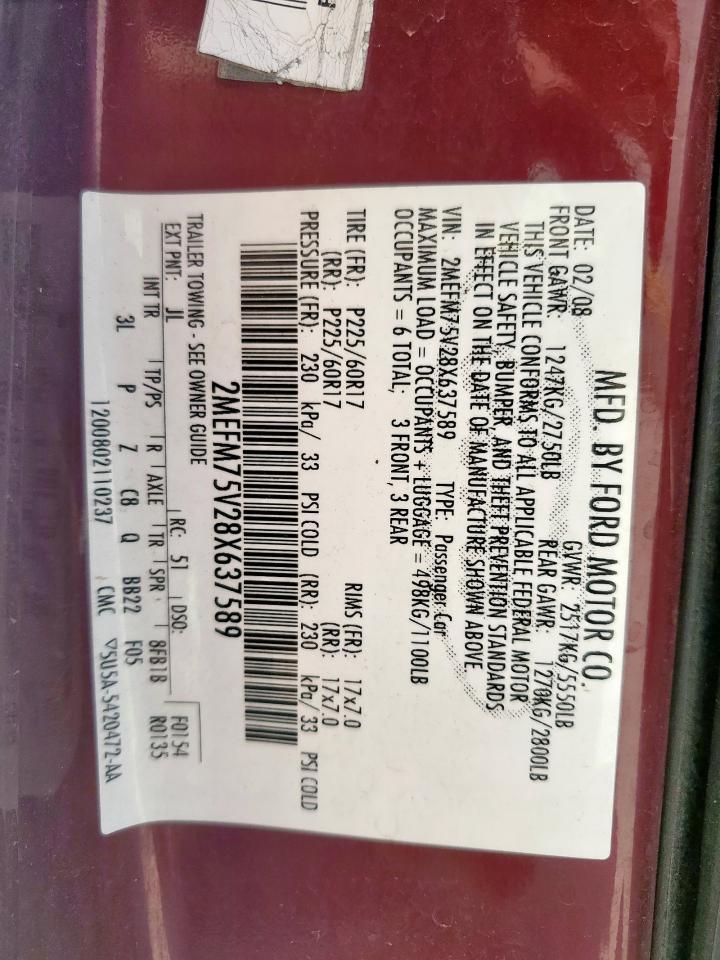 MFD. BY FORD MOTOR CO.
DATE: 02/08 GVWR: 2517KG/5550LB
FRONT GAWR: 1247KG/2750LB REAR GAWR: 1270KG/2800LB
THIS VEHICLE CONFORMS TO ALL APPLICABLE FEDERAL MOTOR
VEHICLE SAFETY, BUMPER, AND THEFT PREVENTION STANDARDS
IN EFFECT ON THE DATE OF MANUFACTURE SHOWN ABOVE
VIN: 2MEFM75V28X637589 TYPE: Passenger Car
MAXIMUM LOAD = OCCUPANTS + LUGGAGE = 498KG/1100LB
OCCUPANTS = 6 TOTAL; 3 FRONT, 3 REAR
TIRE (FR): P225/60R17 RIMS (FR): 17x7.0
(RR): P225/60R17 (RR): 17x7.0
PRESSURE (FR): 230 kPa/ 33 PSI COLD (RR): 230 kPa/ 33 PSI COLD
2MEFM75V28X637589
TRAILER TOWING - SEE OWNER GUIDE
EXT PNT: JL RC: 51 DSO: F0154
INT TR TP/PS R AXLE TR SPR 8FB1B R0135
3L P Z C8 Q BB22 F05
1200802110237 CMC ▽5U5A-5420472-AA